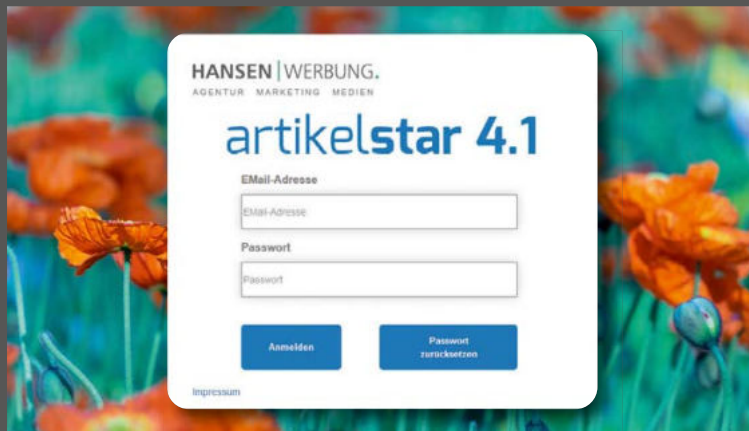 HANSEN|WERBUNG.
AGENTUR MARKETING MEDIEN
artikelstar 4.1
EMail-Adresse
EMail-Adresse
Passwort
Passwort
Anmelden
Passwort
zurücksetzen
Impressum